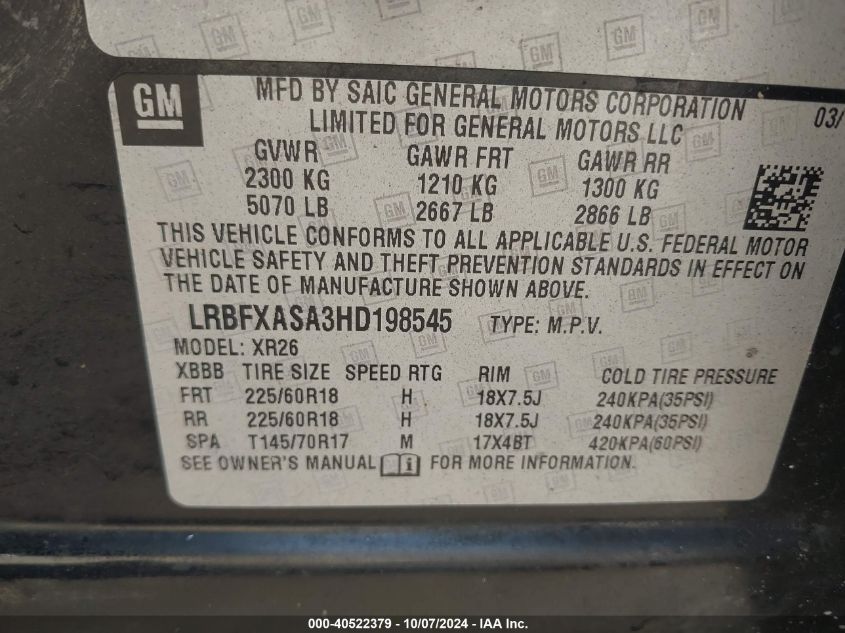 GM
MFD BY SAIC GENERAL MOTORS CORPORATION
LIMITED FOR GENERAL MOTORS LLC
03/
GVWR GAWR FRT GAWR RR
2300 KG 1210 KG 1300 KG
5070 LB 2667 LB 2866 LB
THIS VEHICLE CONFORMS TO ALL APPLICABLE U.S. FEDERAL MOTOR
VEHICLE SAFETY AND THEFT PREVENTION STANDARDS IN EFFECT ON
THE DATE OF MANUFACTURE SHOWN ABOVE.
LRBFXASA3HD198545 TYPE: M.P.V.
MODEL: XR26
XBBB TIRE SIZE SPEED RTG RIM COLD TIRE PRESSURE
FRT 225/60R18 H 18X7.5J 240KPA(35PSI)
RR 225/60R18 H 18X7.5J 240KPA(35PSI)
SPA T145/70R17 M 17X4BT 420KPA(60PSI)
SEE OWNER'S MANUAL FOR MORE INFORMATION.
000-40522379 - 10/07/2024 - IAA Inc.